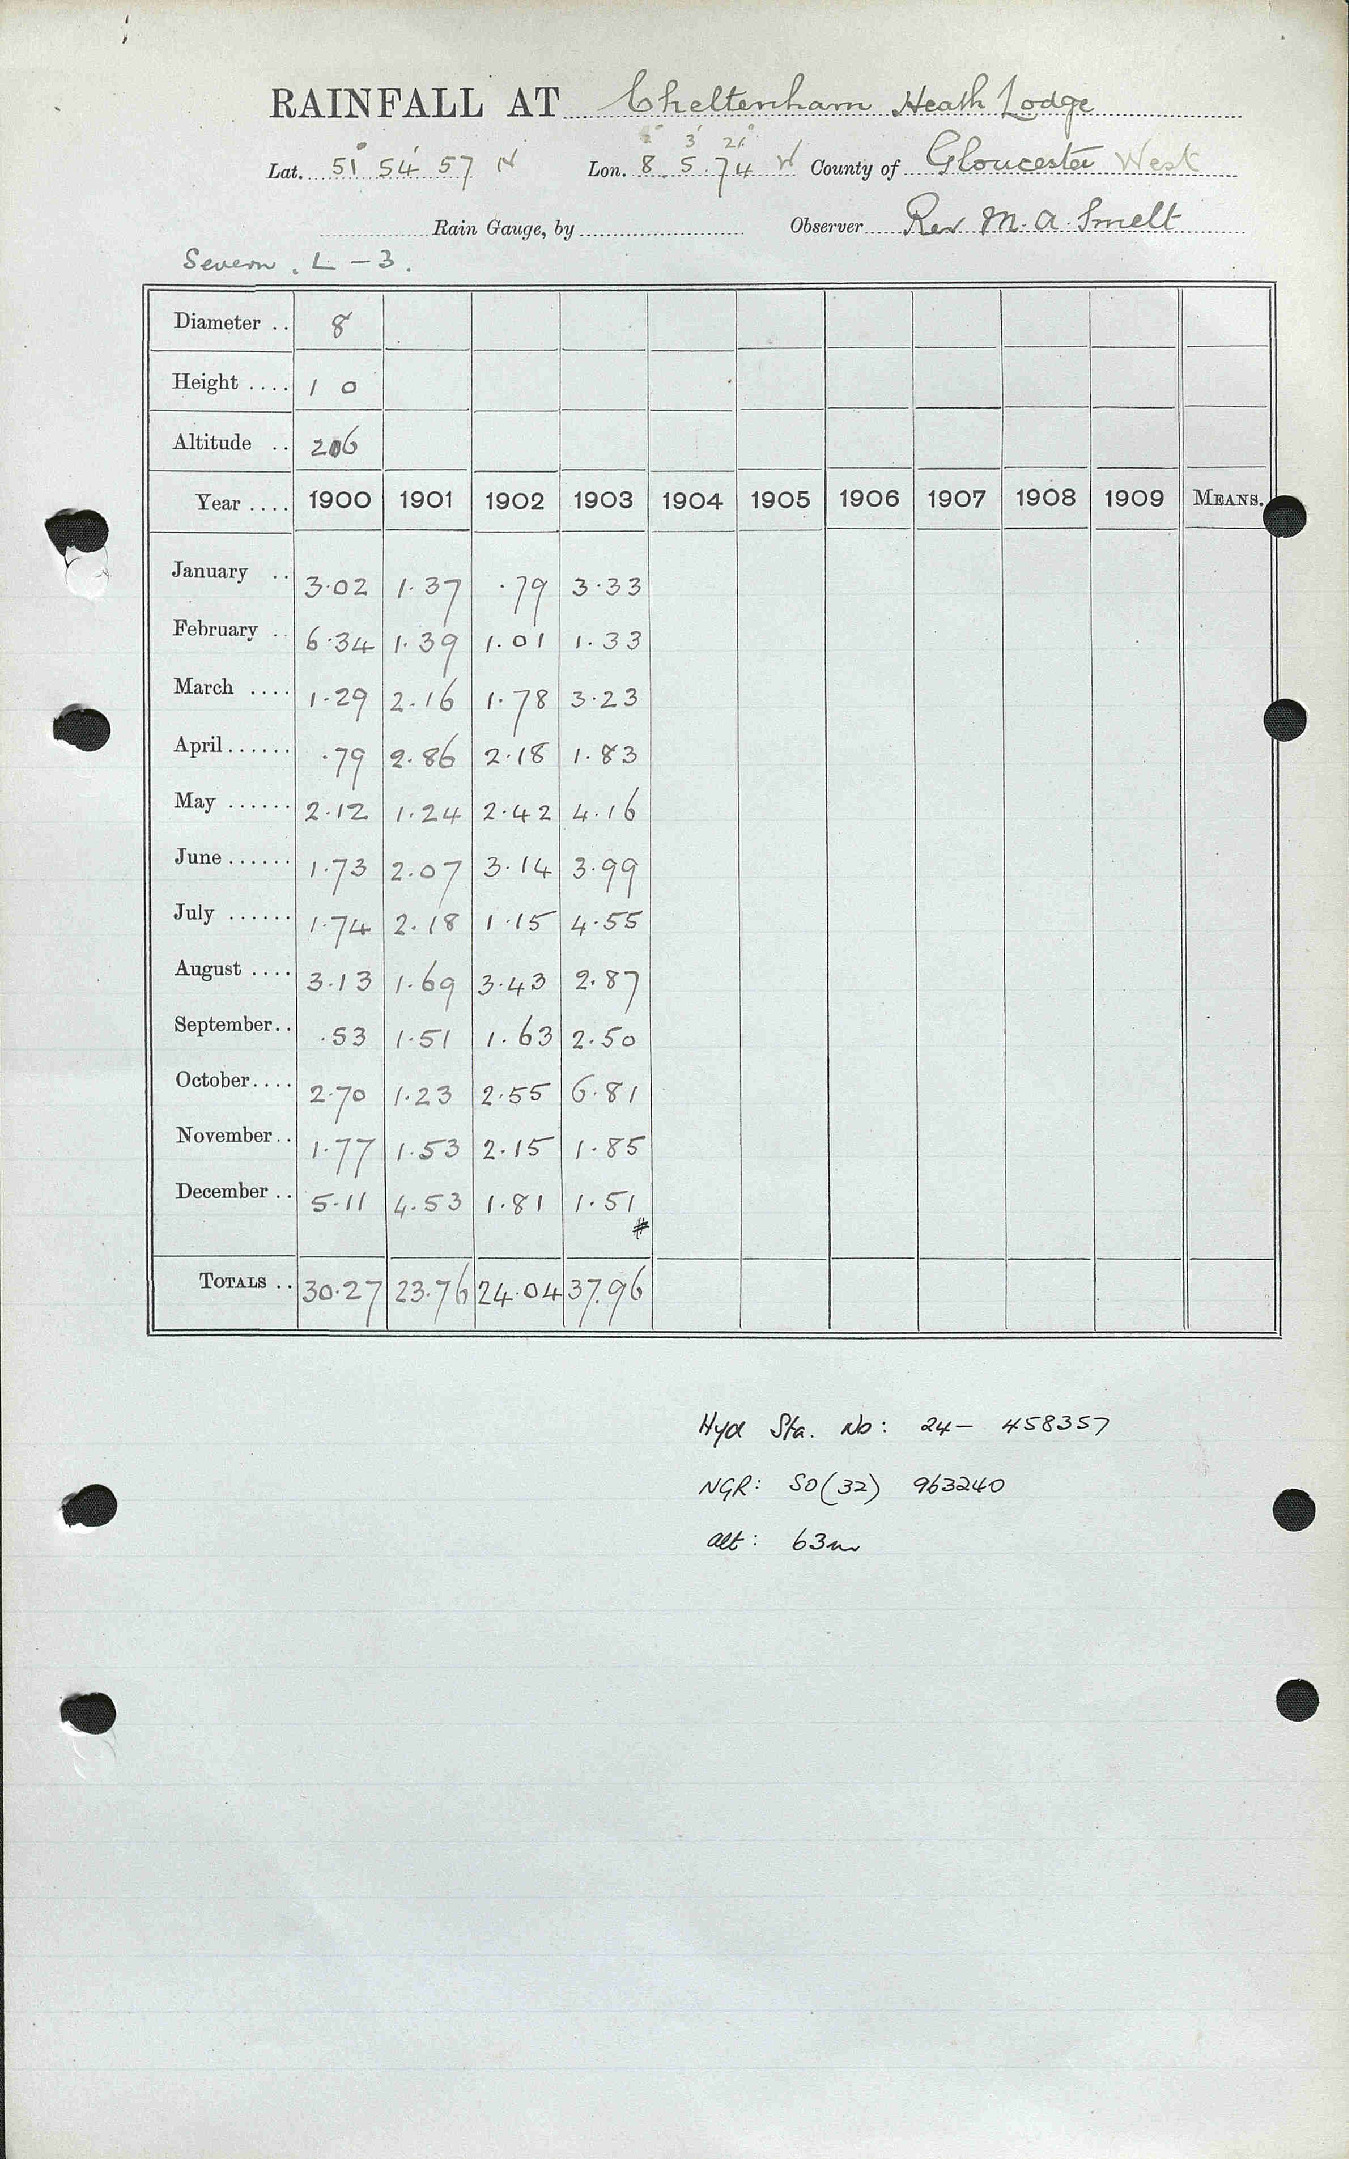 RAINFALL AT Cheltenham Heath Lodge
2° 3' 21"
Lat. 51° 54' 57 N Lon. 8. 5.74 W County of Gloucester West
Rain Gauge, by Observer Rev M. A. Smelt
Severn. L - 3.
Diameter .. 8
Height .... 1 0
Altitude .. 206
Year .... 1900 1901 1902 1903 1904 1905 1906 1907 1908 1909 MEANS.
January .. 3.02 1.37 .79 3.33
February .. 6.34 1.39 1.01 1.33
March .... 1.29 2.16 1.78 3.23
April...... .79 2.86 2.18 1.83
May ...... 2.12 1.24 2.42 4.16
June...... 1.73 2.07 3.14 3.99
July ...... 1.74 2.18 1.15 4.55
August .... 3.13 1.69 3.43 2.87
September.. .53 1.51 1.63 2.50
October.... 2.70 1.23 2.55 6.81
November.. 1.77 1.53 2.15 1.85
December .. 5.11 4.53 1.81 1.51
#
TOTALS .. 30.27 23.76 24.04 37.96
Hyd Sta. No: 24- 458357
NGR: SO(32) 963240
alt: 63m